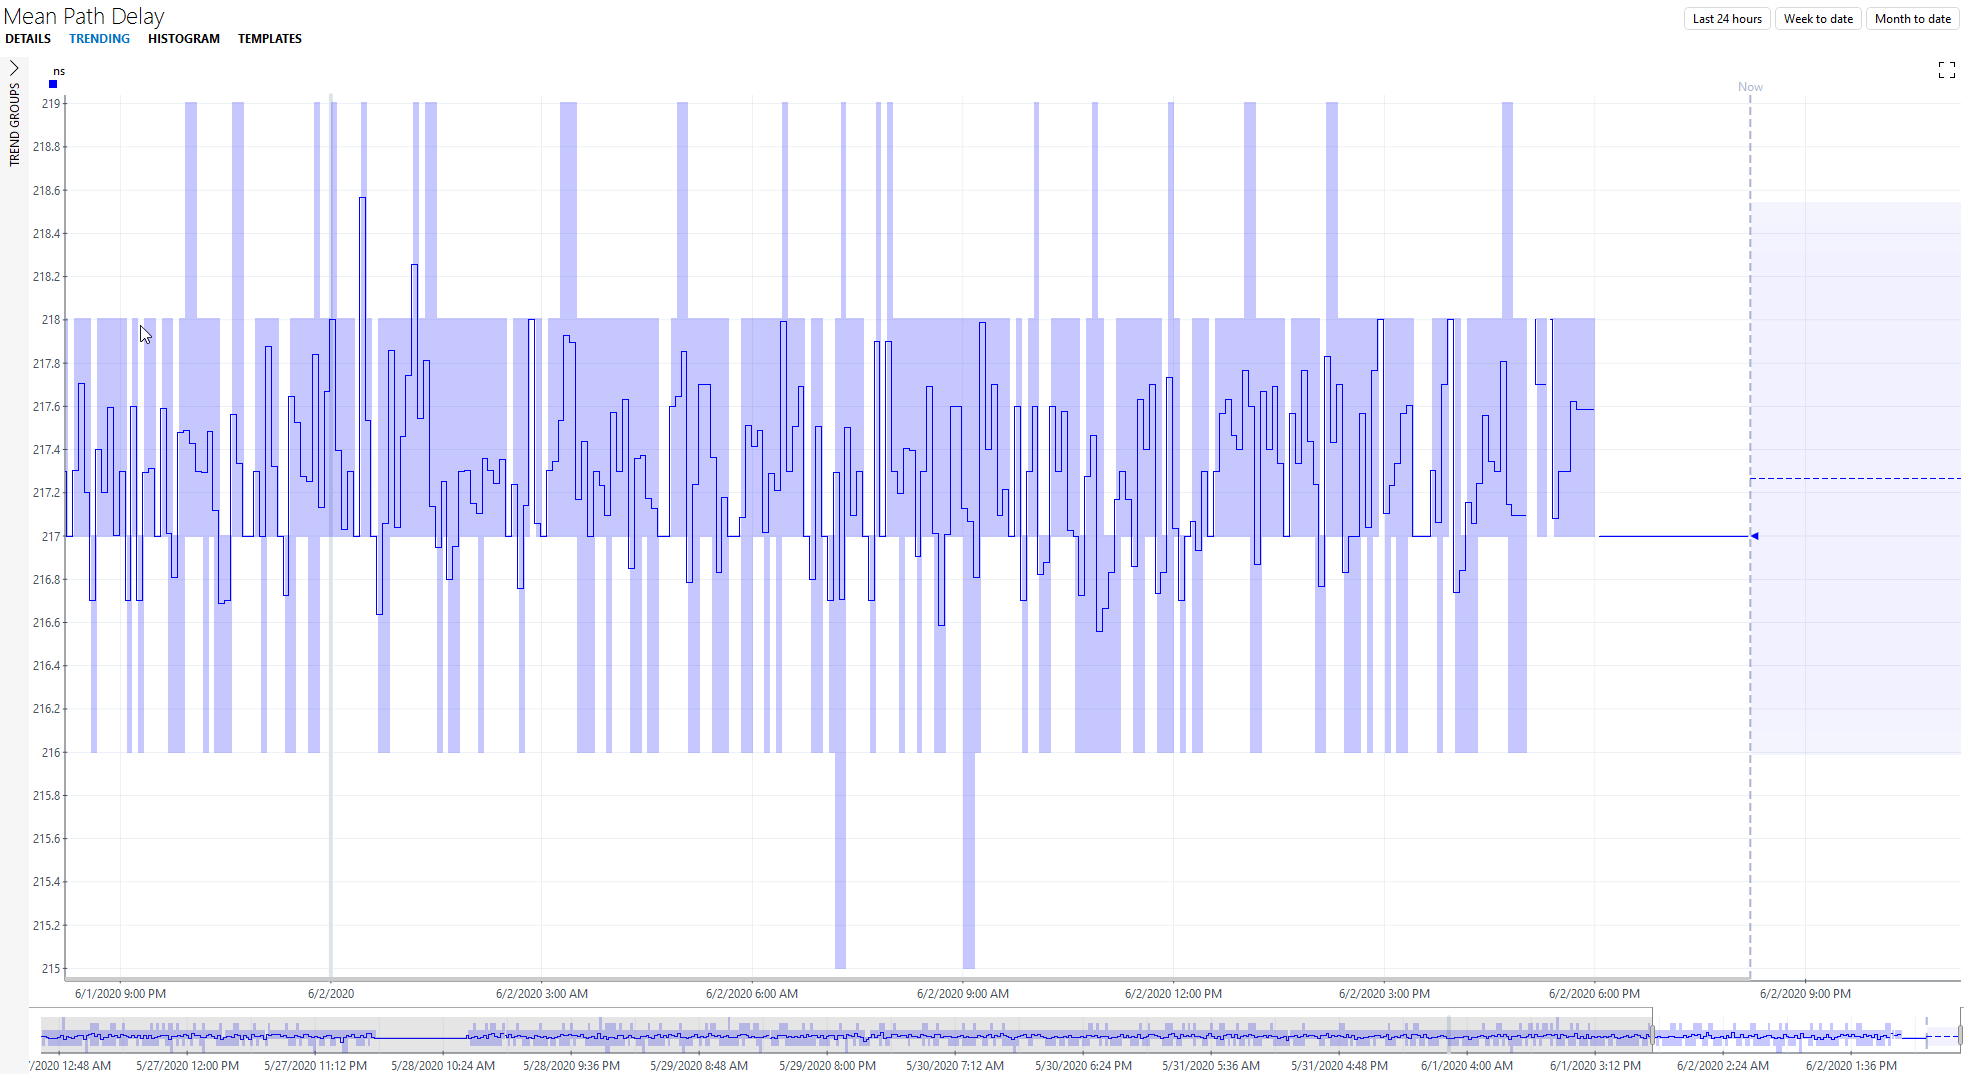 Mean Path Delay
Last 24 hours Week to date Month to date
DETAILS TRENDING HISTOGRAM TEMPLATES
TREND GROUPS
ns
Now
219
218.8
218.6
218.4
218.2
218
217.8
217.6
217.4
217.2
217
216.8
216.6
216.4
216.2
216
215.8
215.6
215.4
215.2
215
6/1/2020 9:00 PM 6/2/2020 6/2/2020 3:00 AM 6/2/2020 6:00 AM 6/2/2020 9:00 AM 6/2/2020 12:00 PM 6/2/2020 3:00 PM 6/2/2020 6:00 PM 6/2/2020 9:00 PM
/2020 12:48 AM 5/27/2020 12:00 PM 5/27/2020 11:12 PM 5/28/2020 10:24 AM 5/28/2020 9:36 PM 5/29/2020 8:48 AM 5/29/2020 8:00 PM 5/30/2020 7:12 AM 5/30/2020 6:24 PM 5/31/2020 5:36 AM 5/31/2020 4:48 PM 6/1/2020 4:00 AM 6/1/2020 3:12 PM 6/2/2020 2:24 AM 6/2/2020 1:36 PM